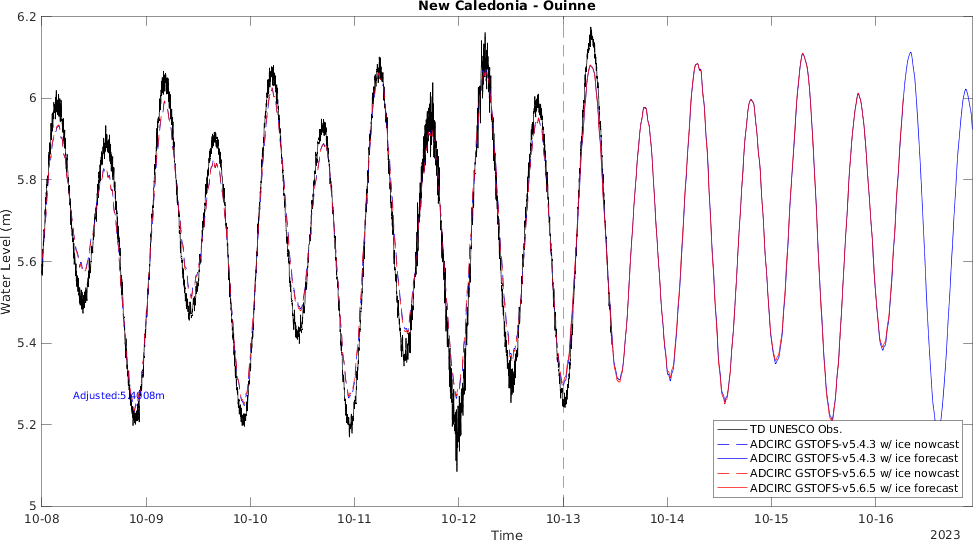 New Caledonia - Ouinne
6.2
6
5.8
5.6
5.4
5.2
5
Water Level (m)
Adjusted:5.4008m
TD UNESCO Obs.
ADCIRC GSTOFS-v5.4.3 w/ ice nowcast
ADCIRC GSTOFS-v5.4.3 w/ ice forecast
ADCIRC GSTOFS-v5.6.5 w/ ice nowcast
ADCIRC GSTOFS-v5.6.5 w/ ice forecast
10-08 10-09 10-10 10-11 10-12 10-13 10-14 10-15 10-16
Time
2023